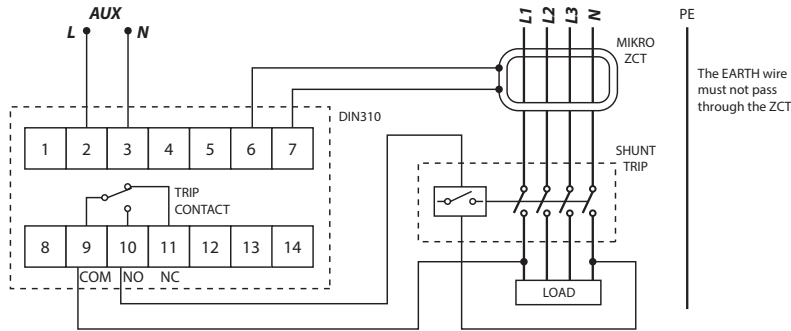 AUX
L N
L1 L2 L3 N
PE
MIKRO
ZCT
The EARTH wire
must not pass
through the ZCT
DIN310
1 2 3 4 5 6 7
SHUNT
TRIP
TRIP
CONTACT
8 9 10 11 12 13 14
COM NO NC
LOAD